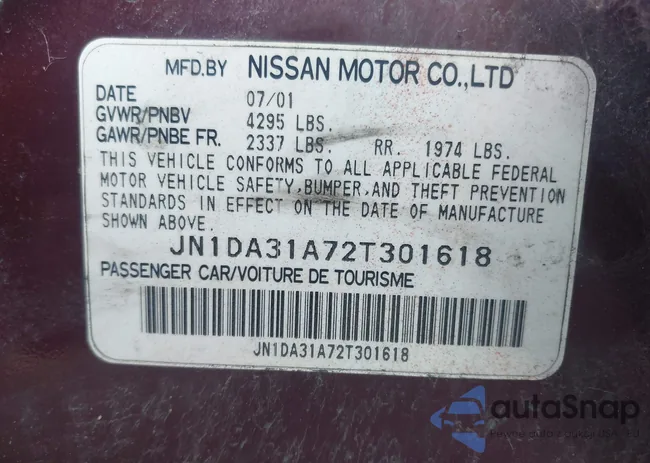 MFD.BY NISSAN MOTOR CO.,LTD
DATE 07/01
GVWR/PNBV 4295 LBS.
GAWR/PNBE FR. 2337 LBS. RR. 1974 LBS.
THIS VEHICLE CONFORMS TO ALL APPLICABLE FEDERAL
MOTOR VEHICLE SAFETY,BUMPER,AND THEFT PREVENTION
STANDARDS IN EFFECT ON THE DATE OF MANUFACTURE
SHOWN ABOVE.
JN1DA31A72T301618
PASSENGER CAR/VOITURE DE TOURISME
JN1DA31A72T301618
autoSnap